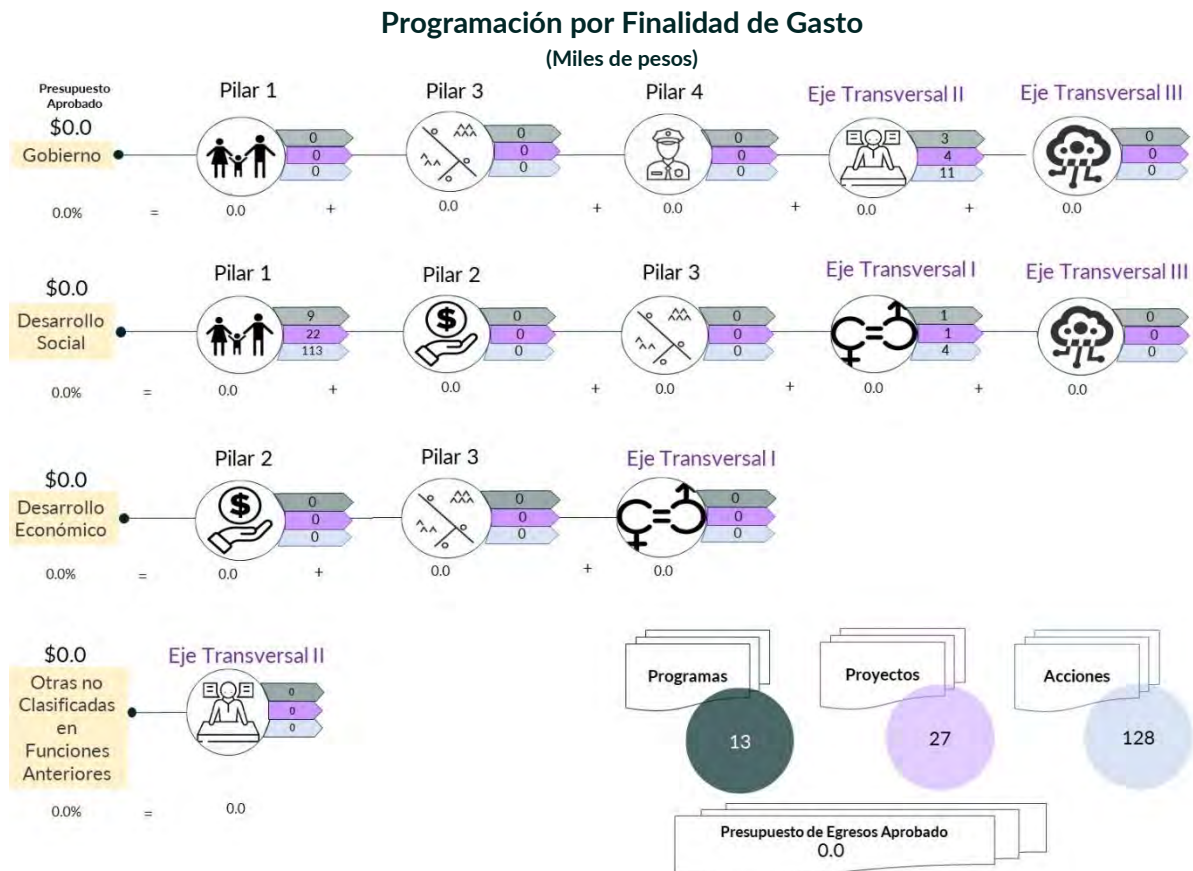 Programación por Finalidad de Gasto
(Miles de pesos)
Presupuesto
Aprobado
$0.0
Gobierno
Pilar 1
0
0
0
Pilar 3
0
0
0
Pilar 4
0
0
0
Eje Transversal II
3
4
11
Eje Transversal III
0
0
0
0.0% = 0.0 + 0.0 + 0.0 + 0.0 + 0.0
$0.0
Desarrollo
Social
Pilar 1
9
22
113
Pilar 2
$
0
0
0
Pilar 3
0
0
0
Eje Transversal I
1
1
4
Eje Transversal III
0
0
0
0.0% = 0.0 + 0.0 + 0.0 + 0.0 + 0.0
$0.0
Desarrollo
Económico
Pilar 2
$
0
0
0
Pilar 3
0
0
0
Eje Transversal I
0
0
0
0.0% = 0.0 + 0.0 + 0.0
$0.0
Otras no
Clasificadas
en
Funciones
Anteriores
Eje Transversal II
0
0
0
0.0% = 0.0
Programas
13
Proyectos
27
Acciones
128
Presupuesto de Egresos Aprobado
0.0